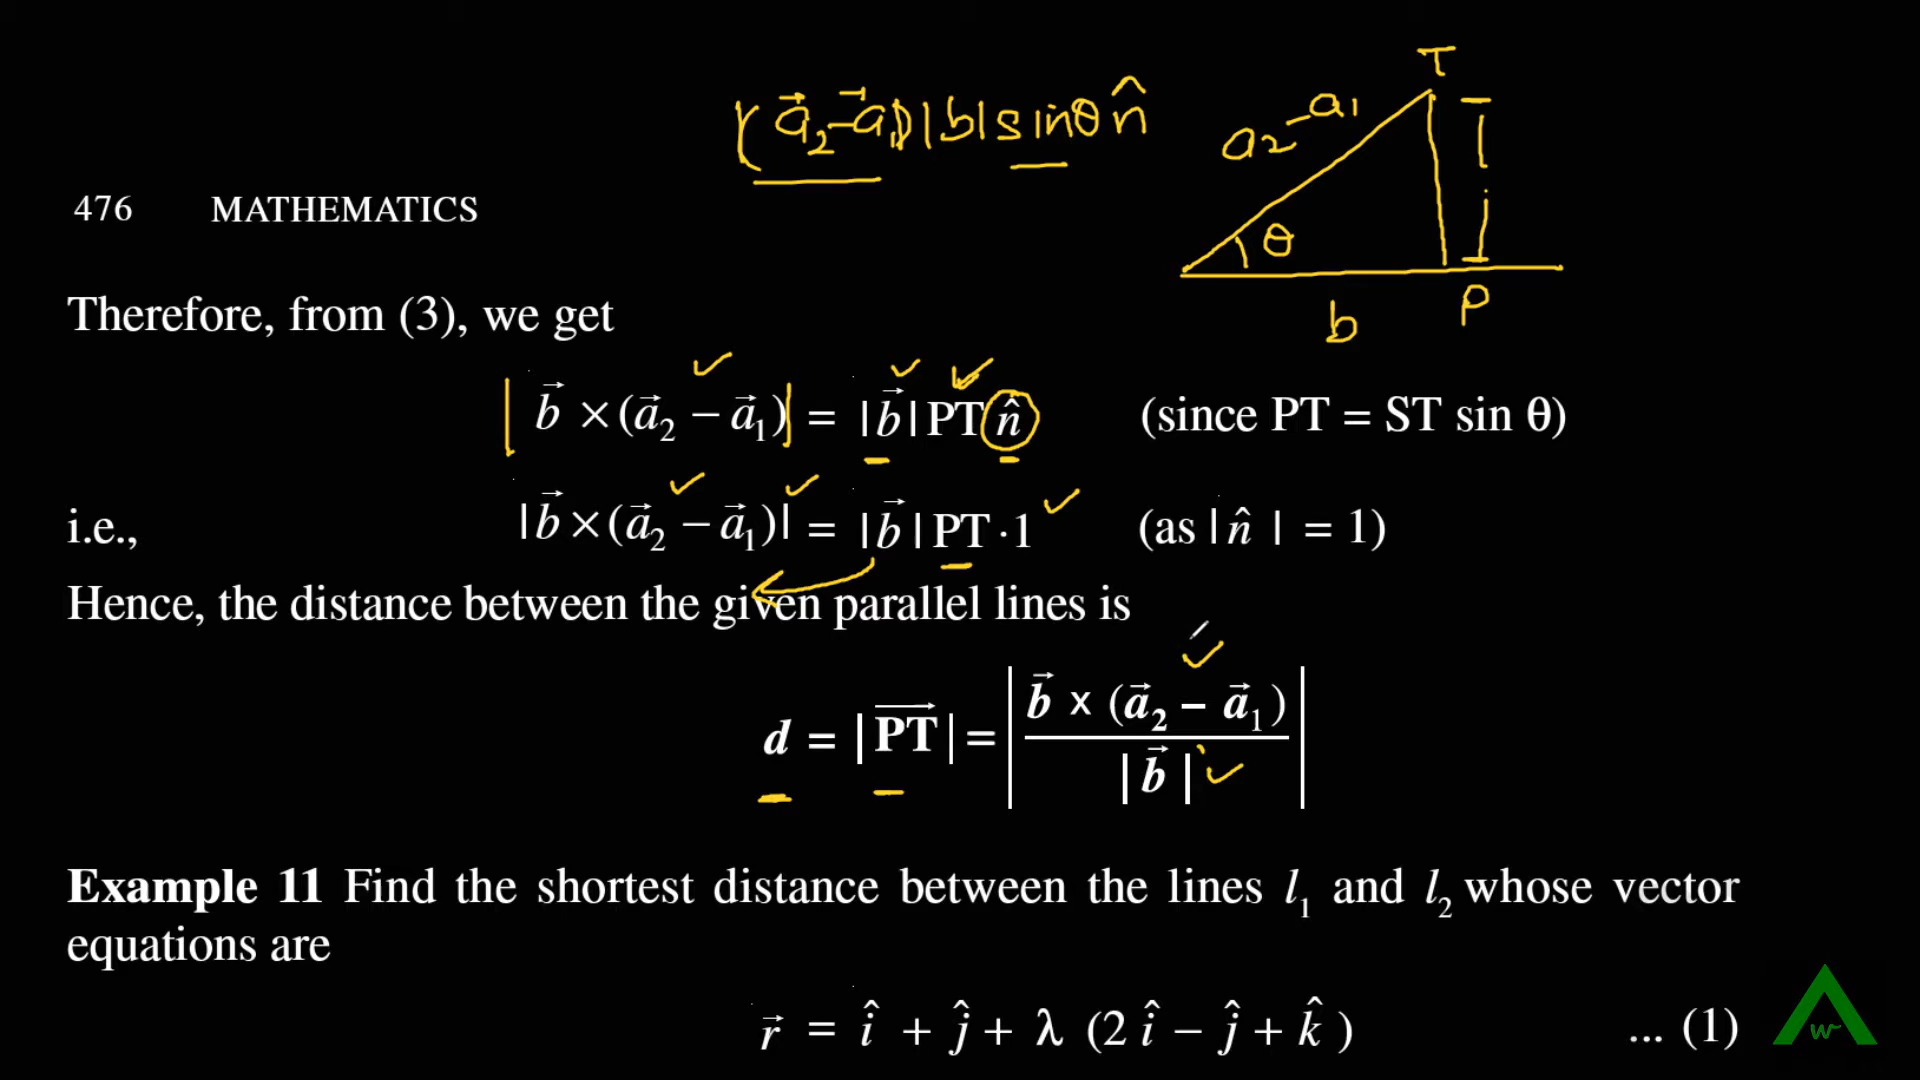 (a⃗₂-a⃗₁)|b|sinθ n̂
T
a₂-a₁
θ
b
P
476 MATHEMATICS
Therefore, from (3), we get
| b⃗ × (a⃗₂ − a⃗₁)| = |b⃗| PT n̂ (since PT = ST sin θ)
i.e., |b⃗ × (a⃗₂ − a⃗₁)| = |b⃗| PT · 1 (as |n̂| = 1)
Hence, the distance between the given parallel lines is
d = |P͞T⃗| = | b⃗ × (a⃗₂ − a⃗₁) / |b⃗| |
Example 11 Find the shortest distance between the lines l₁ and l₂ whose vector
equations are
r⃗ = î + ĵ + λ (2 î − ĵ + k̂ ) ... (1)
w